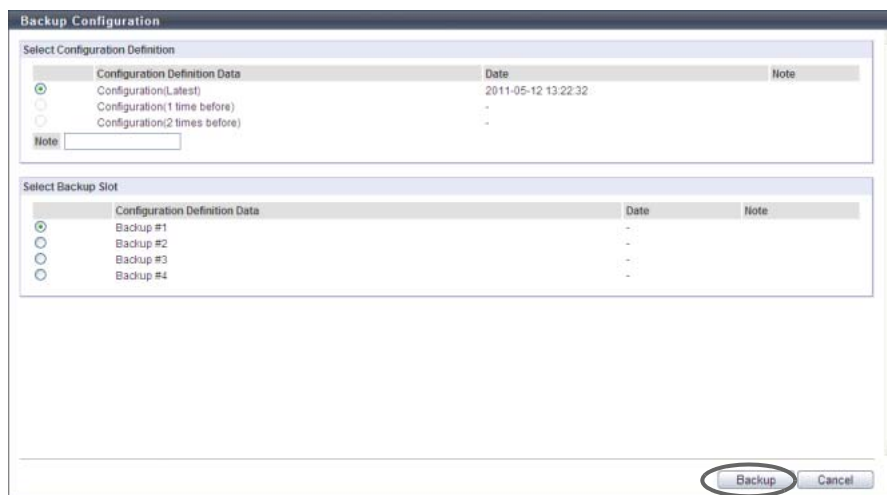 Backup Configuration
Select Configuration Definition
Configuration Definition Data Date Note
Configuration(Latest) 2011-05-12 13:22:32
Configuration(1 time before) -
Configuration(2 times before) -
Note
Select Backup Slot
Configuration Definition Data Date Note
Backup #1 -
Backup #2 -
Backup #3 -
Backup #4 -
Backup Cancel